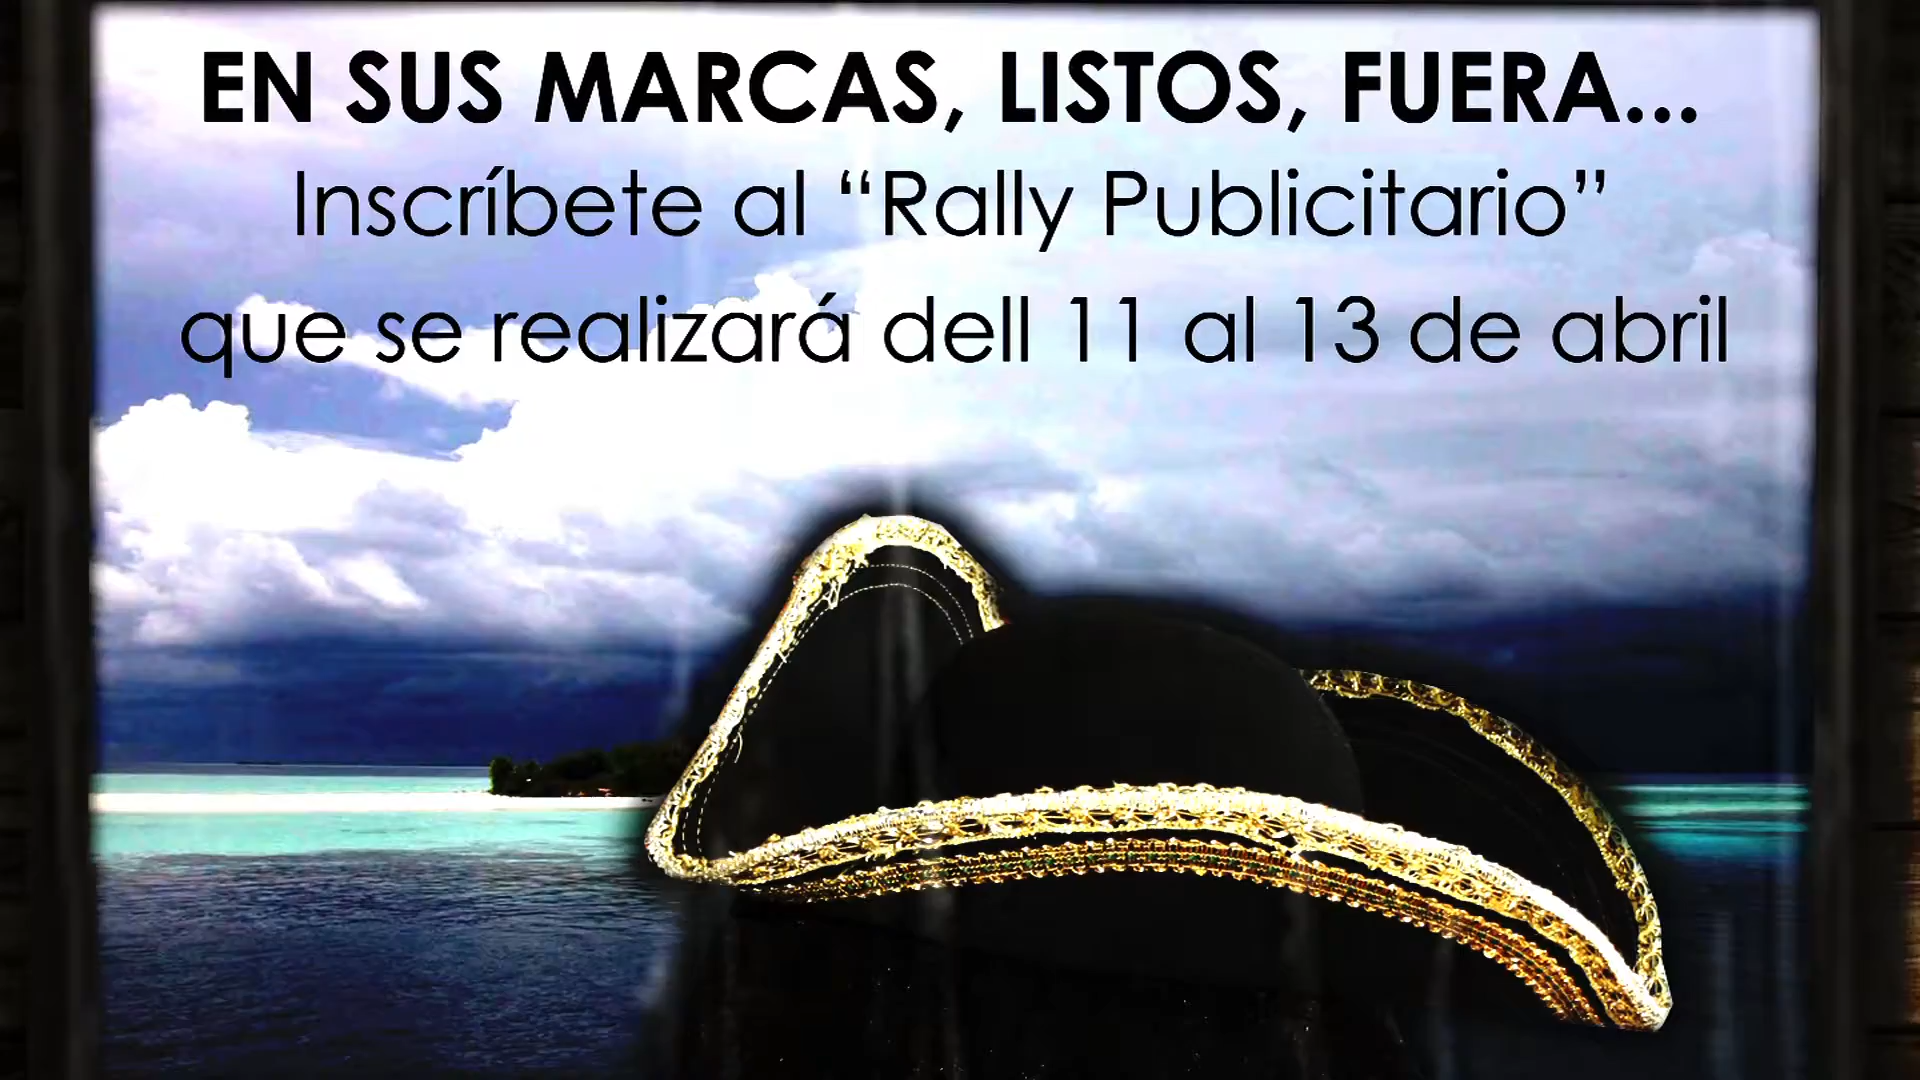 EN SUS MARCAS, LISTOS, FUERA...
Inscríbete al “Rally Publicitario”
que se realizará dell 11 al 13 de abril